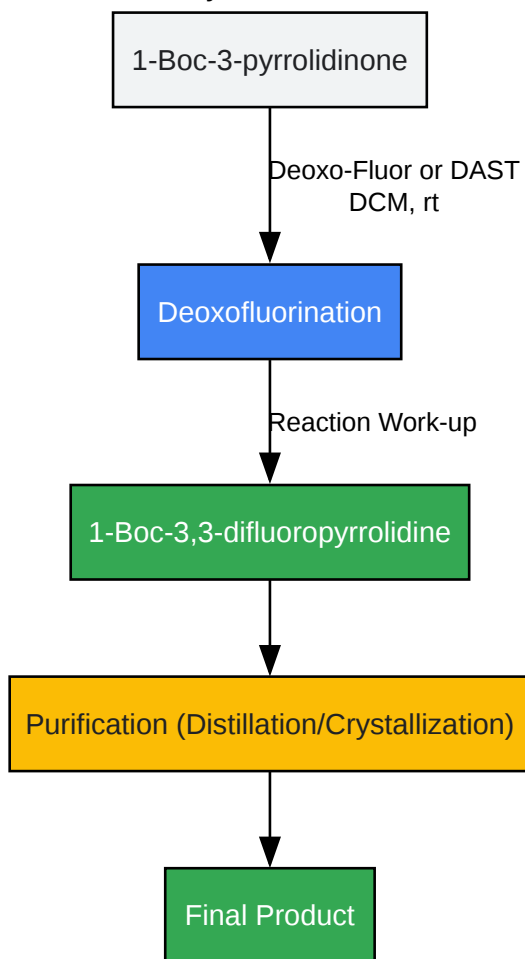 1-Boc-3-pyrrolidinone
Deoxo-Fluor or DAST
DCM, rt
Deoxofluorination
Reaction Work-up
1-Boc-3,3-difluoropyrrolidine
Purification (Distillation/Crystallization)
Final Product